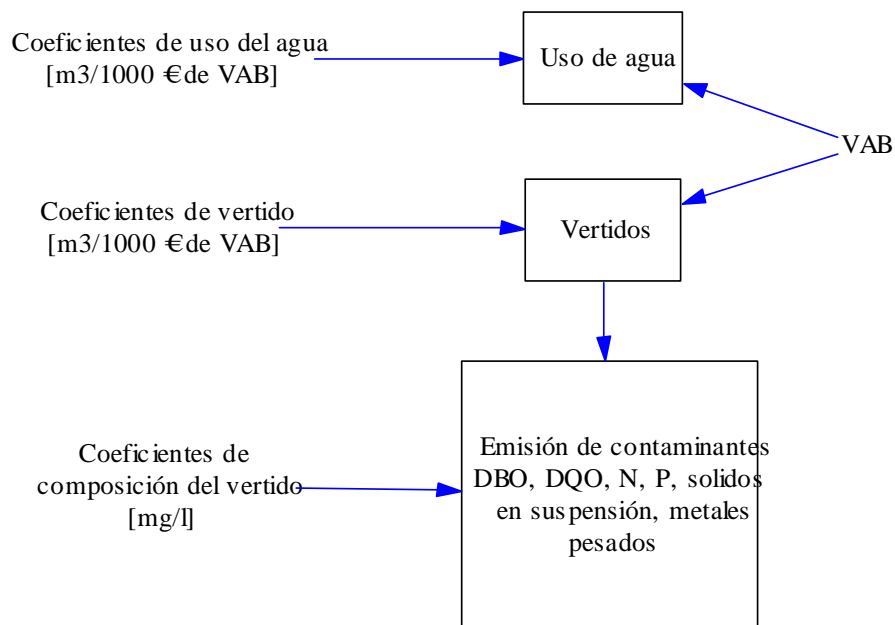 Coeficientes de uso del agua
[m3/1000 € de VAB]
Uso de agua
VAB
Coeficientes de vertido
[m3/1000 € de VAB]
Vertidos
Coeficientes de
composición del vertido
[mg/l]
Emisión de contaminantes
DBO, DQO, N, P, solidos
en suspensión, metales
pesados